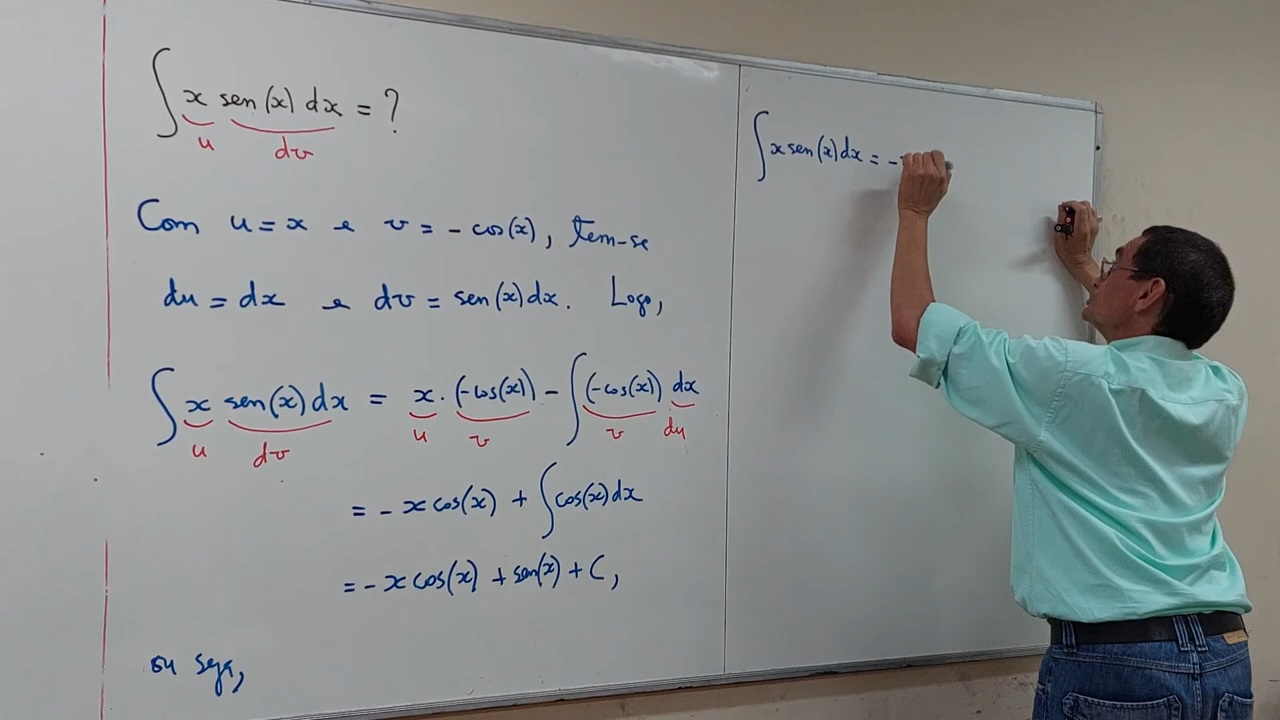 ∫ x sen(x) dx = ?
u dv
Com u = x e v = - cos(x), tem-se
du = dx e dv = sen(x) dx. Logo,
∫ x sen(x) dx = x · (-cos(x)) - ∫ (-cos(x)) dx
u dv u v v du
= - x cos(x) + ∫ cos(x) dx
= - x cos(x) + sen(x) + C,
ou seja,
∫ x sen(x) dx = -